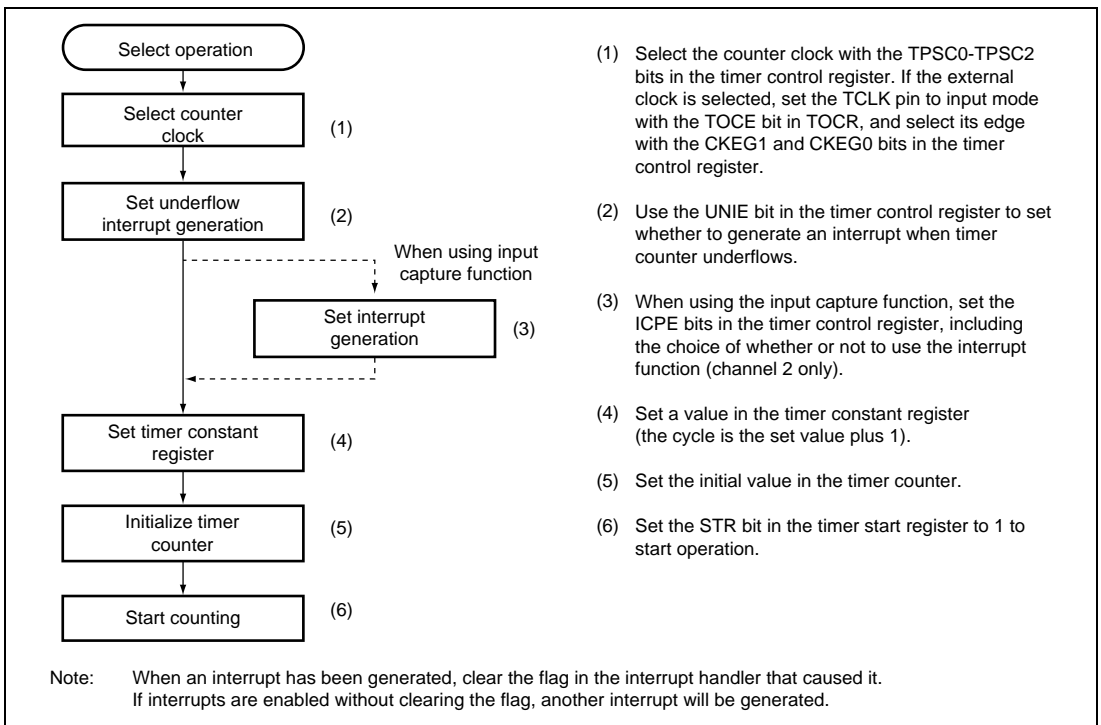 Select operation
Select counter
clock
(1)
Set underflow
interrupt generation
(2)
When using input
capture function
Set interrupt
generation
(3)
Set timer constant
register
(4)
Initialize timer
counter
(5)
Start counting
(6)
(1) Select the counter clock with the TPSC0-TPSC2
bits in the timer control register. If the external
clock is selected, set the TCLK pin to input mode
with the TOCE bit in TOCR, and select its edge
with the CKEG1 and CKEG0 bits in the timer
control register.
(2) Use the UNIE bit in the timer control register to set
whether to generate an interrupt when timer
counter underflows.
(3) When using the input capture function, set the
ICPE bits in the timer control register, including
the choice of whether or not to use the interrupt
function (channel 2 only).
(4) Set a value in the timer constant register
(the cycle is the set value plus 1).
(5) Set the initial value in the timer counter.
(6) Set the STR bit in the timer start register to 1 to
start operation.
Note: When an interrupt has been generated, clear the flag in the interrupt handler that caused it.
If interrupts are enabled without clearing the flag, another interrupt will be generated.